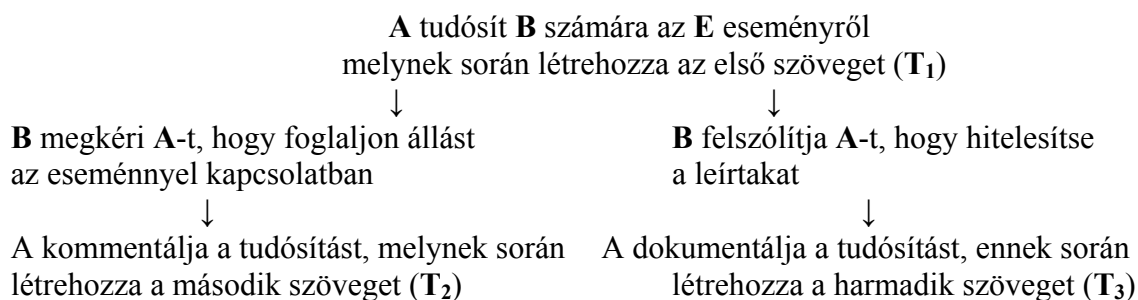 A tudósít B számára az E eseményről
melynek során létrehozza az első szöveget (T₁)
↓ ↓
B megkéri A-t, hogy foglaljon állást
az eseménnyel kapcsolatban
B felszólítja A-t, hogy hitelesítse
a leírtakat
↓ ↓
A kommentálja a tudósítást, melynek során
létrehozza a második szöveget (T₂)
A dokumentálja a tudósítást, ennek során
létrehozza a harmadik szöveget (T₃)